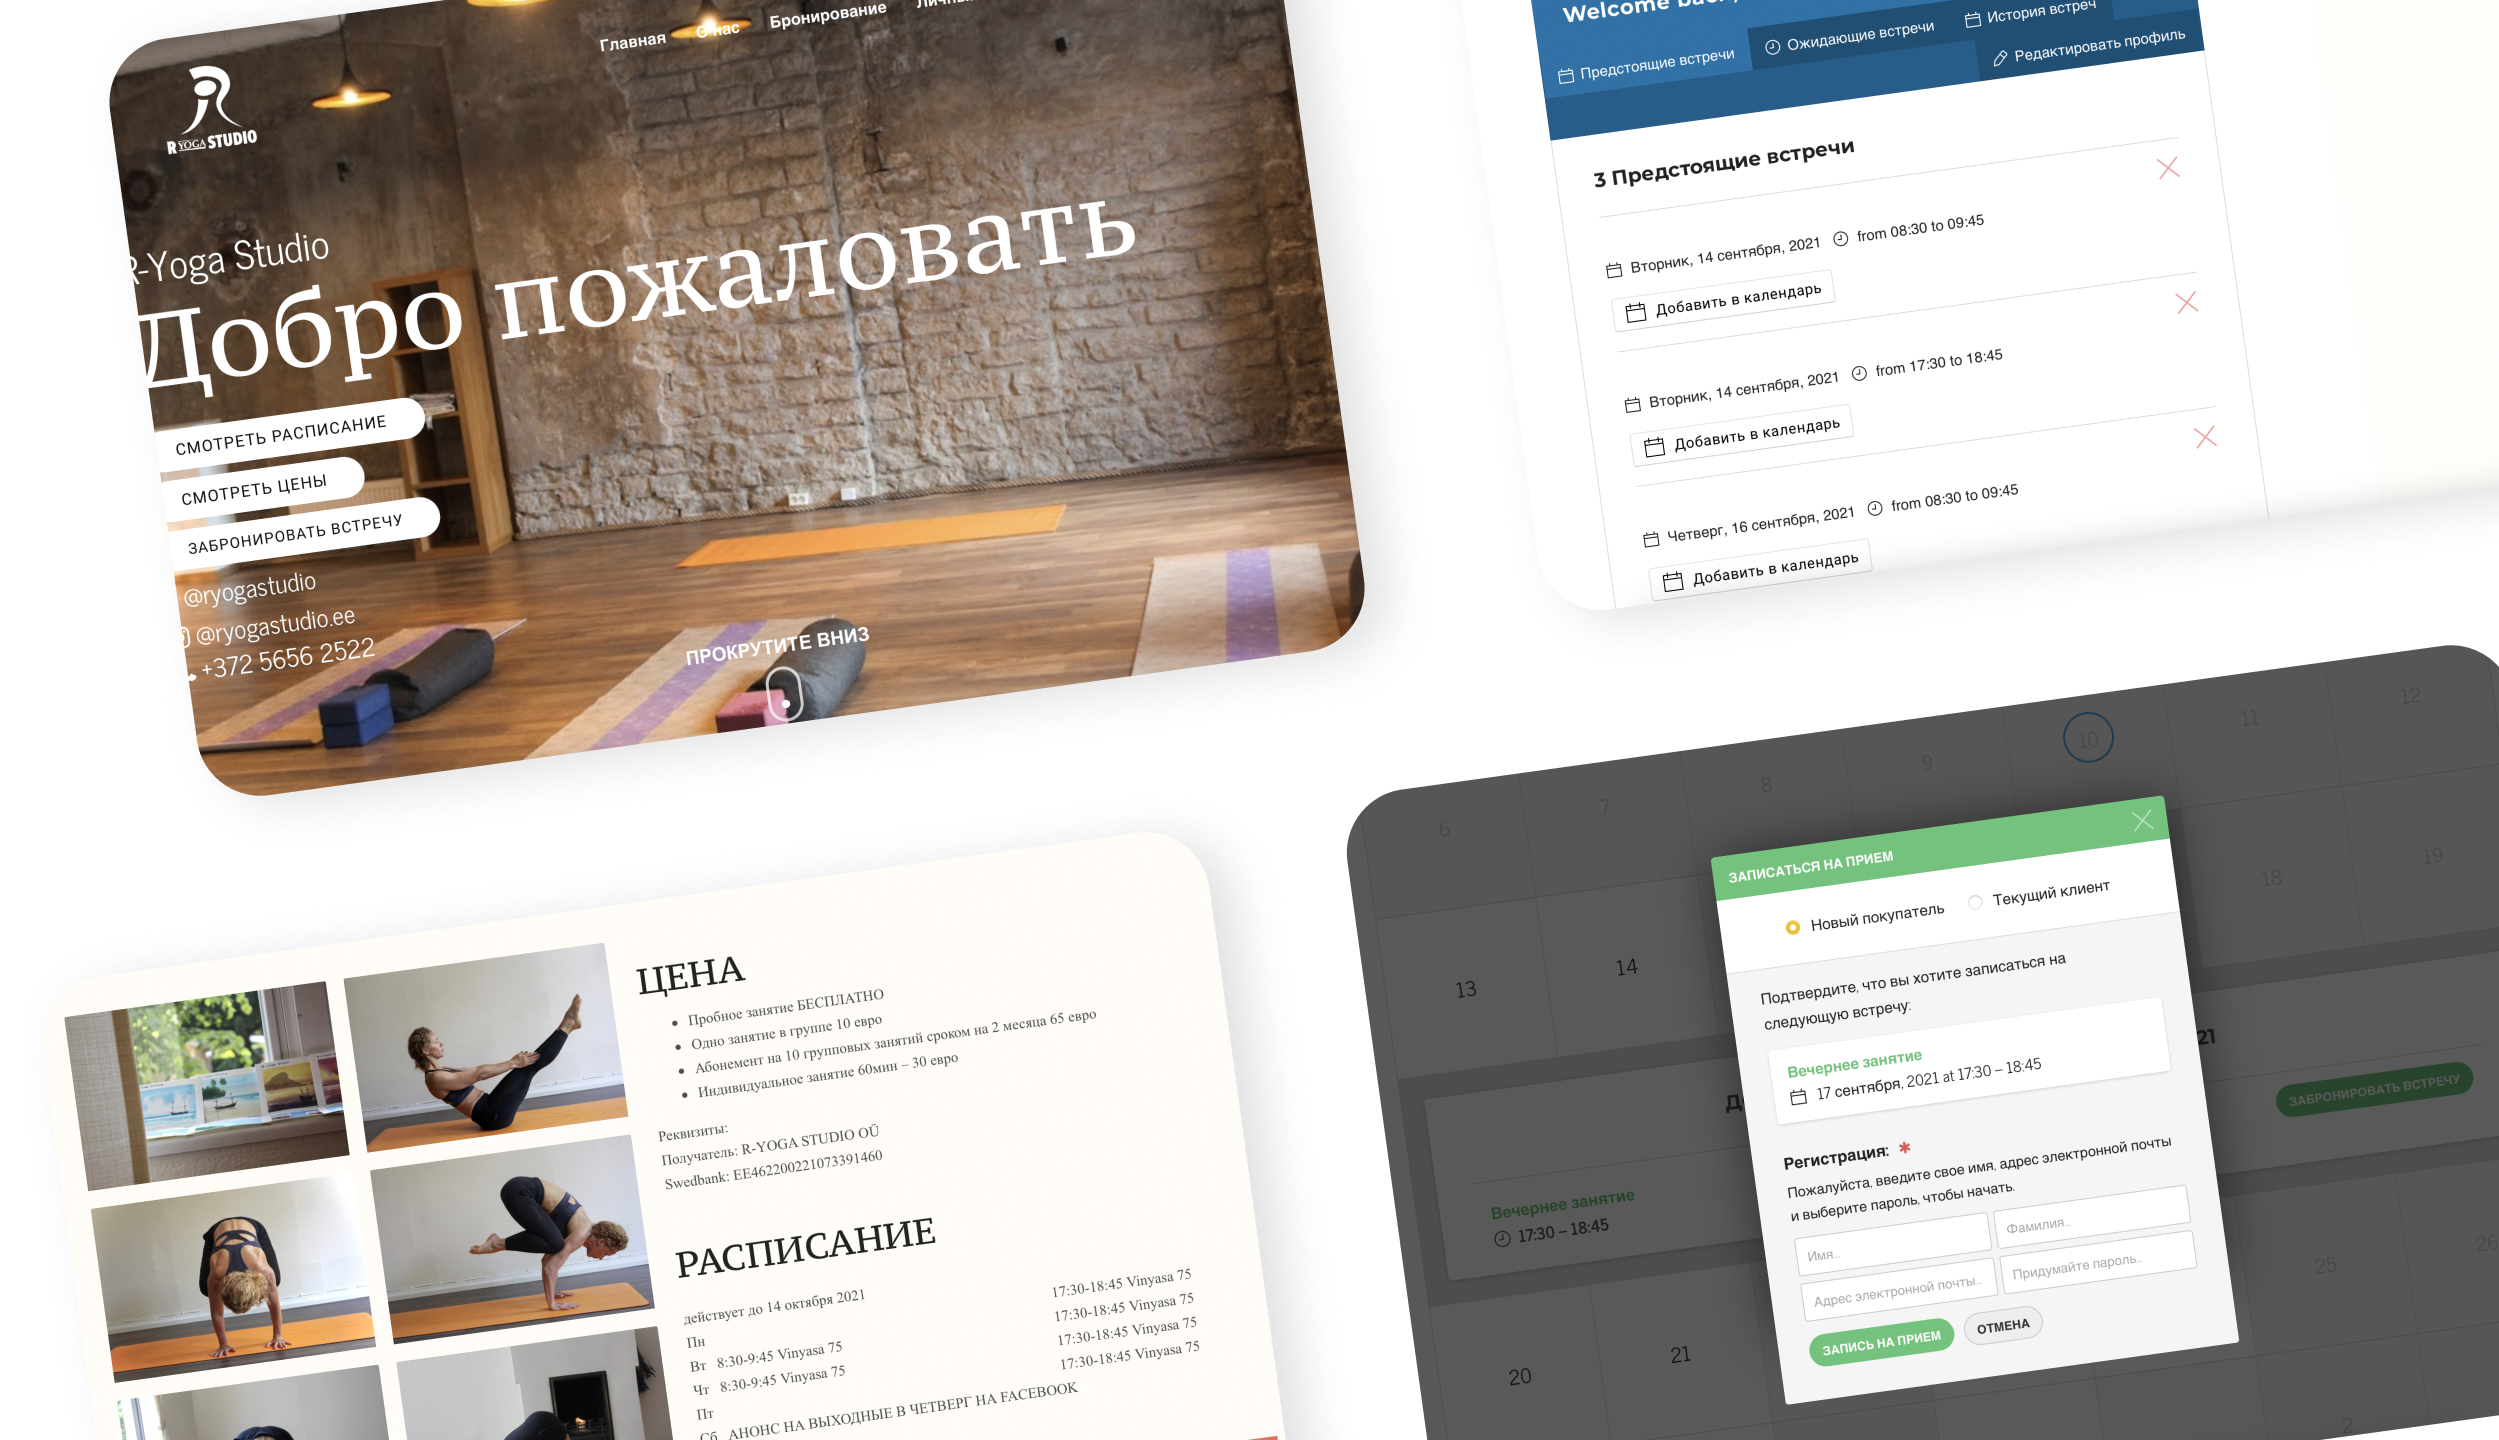 Главная
О нас
Бронирование
R YOGA STUDIO
R-Yoga Studio
Добро пожаловать
СМОТРЕТЬ РАСПИСАНИЕ
СМОТРЕТЬ ЦЕНЫ
ЗАБРОНИРОВАТЬ ВСТРЕЧУ
@ryogastudio
@ryogastudio.ee
+372 5656 2522
ПРОКРУТИТЕ ВНИЗ
Welcome back,
Предстоящие встречи
Ожидающие встречи
История встреч
Редактировать профиль
3 Предстоящие встречи
Вторник, 14 сентября, 2021 from 08:30 to 09:45
Добавить в календарь
Вторник, 14 сентября, 2021 from 17:30 to 18:45
Добавить в календарь
Четверг, 16 сентября, 2021 from 08:30 to 09:45
Добавить в календарь
ЦЕНА
• Пробное занятие БЕСПЛАТНО
• Одно занятие в группе 10 евро
• Абонемент на 10 групповых занятий сроком на 2 месяца 65 евро
• Индивидуальное занятие 60мин – 30 евро
Реквизиты:
Получатель: R-YOGA STUDIO OÜ
Swedbank: EE462200221073391460
РАСПИСАНИЕ
действует до 14 октября 2021
Пн 17:30-18:45 Vinyasa 75
Вт 8:30-9:45 Vinyasa 75 17:30-18:45 Vinyasa 75
Чт 8:30-9:45 Vinyasa 75 17:30-18:45 Vinyasa 75
Пт 17:30-18:45 Vinyasa 75
Сб АНОНС НА ВЫХОДНЫЕ В ЧЕТВЕРГ НА FACEBOOK
6 7 8 9 10 11 12
13 14 18 19
21
Вечернее занятие
17:30 – 18:45
ЗАБРОНИРОВАТЬ ВСТРЕЧУ
20 21 25 26
2
ЗАПИСАТЬСЯ НА ПРИЕМ
Новый покупатель
Текущий клиент
Подтвердите, что вы хотите записаться на
следующую встречу:
Вечернее занятие
17 сентября, 2021 at 17:30 – 18:45
Регистрация: *
Пожалуйста, введите свое имя, адрес электронной почты
и выберите пароль, чтобы начать.
Имя...
Фамилия...
Адрес электронной почты...
Придумайте пароль...
ЗАПИСЬ НА ПРИЕМ
ОТМЕНА